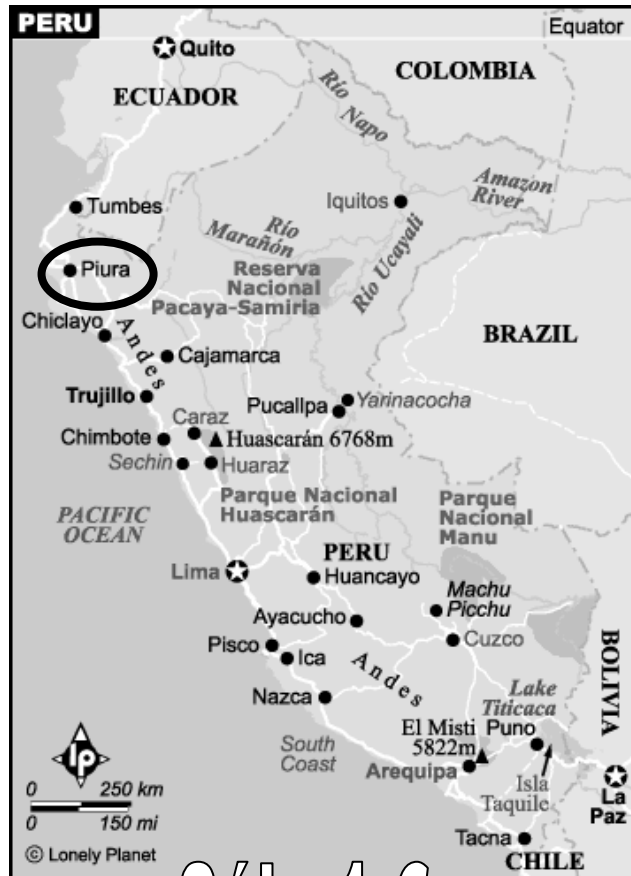 PERU
Equator
Quito
COLOMBIA
ECUADOR
Río
Napo
Amazon
River
Tumbes
Iquitos
Río
Marañón
Río Ucayali
Piura
Reserva
Nacional
Pacaya-Samiria
Chiclayo
Andes
BRAZIL
Cajamarca
Trujillo
Pucallpa
Yarinacocha
Caraz
Chimbote
Huascarán 6768m
Sechin
Huaraz
PACIFIC
OCEAN
Parque Nacional
Huascarán
Parque
Nacional
Manu
PERU
Lima
Huancayo
Machu
Picchu
Ayacucho
Cuzco
Pisco
Ica
Andes
BOLIVIA
Nazca
Lake
Titicaca
El Misti
5822m
Puno
South
Coast
Arequipa
Isla
Taquile
La
Paz
lp
0 250 km
0 150 mi
Tacna
© Lonely Planet
CHILE